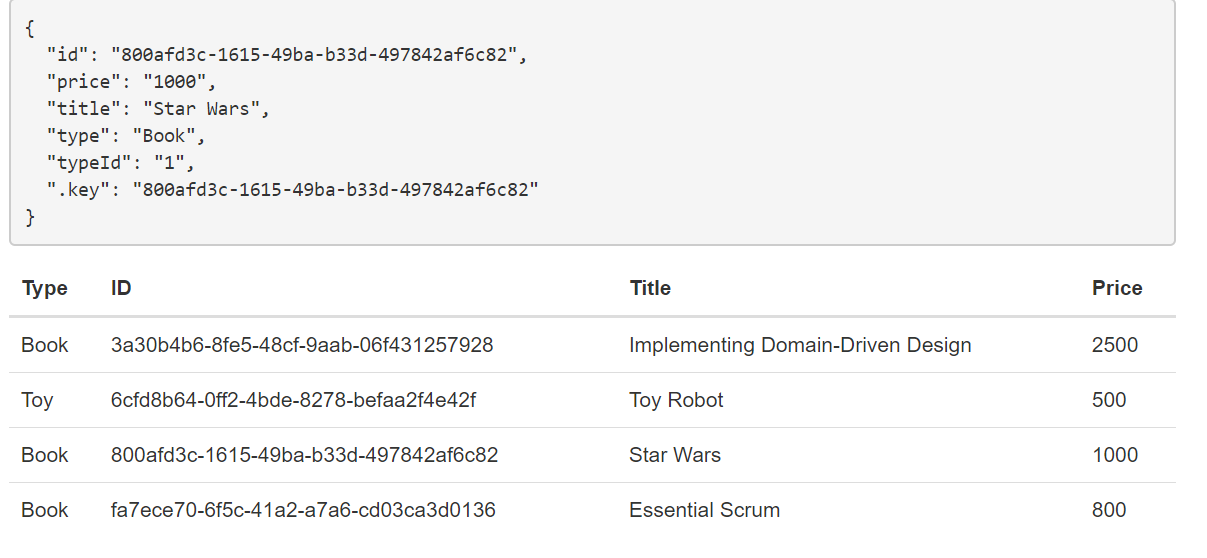 {
  "id": "800afd3c-1615-49ba-b33d-497842af6c82",
  "price": "1000",
  "title": "Star Wars",
  "type": "Book",
  "typeId": "1",
  ".key": "800afd3c-1615-49ba-b33d-497842af6c82"
}
Type ID Title Price
Book 3a30b4b6-8fe5-48cf-9aab-06f431257928 Implementing Domain-Driven Design 2500
Toy 6cfd8b64-0ff2-4bde-8278-befaa2f4e42f Toy Robot 500
Book 800afd3c-1615-49ba-b33d-497842af6c82 Star Wars 1000
Book fa7ece70-6f5c-41a2-a7a6-cd03ca3d0136 Essential Scrum 800